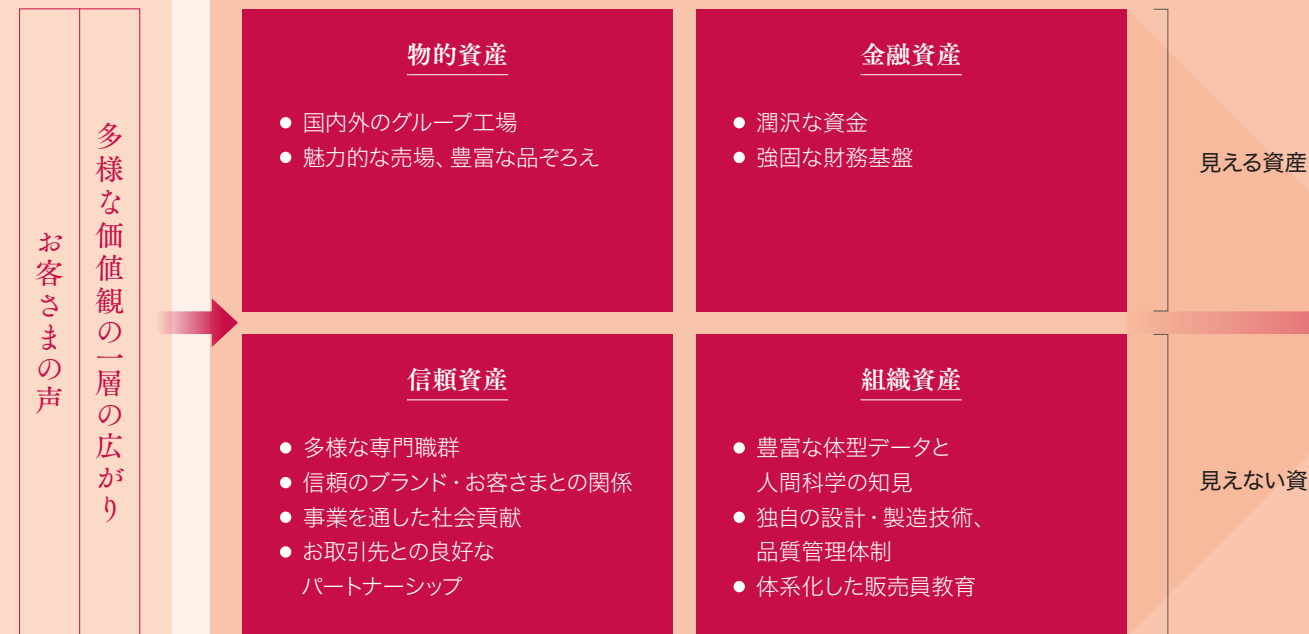 多様な価値観の一層の広がり
お客さまの声
物的資産
● 国内外のグループ工場
● 魅力的な売場、豊富な品ぞろえ
金融資産
● 潤沢な資金
● 強固な財務基盤
見える資産
信頼資産
● 多様な専門職群
● 信頼のブランド・お客さまとの関係
● 事業を通した社会貢献
● お取引先との良好な
パートナーシップ
組織資産
● 豊富な体型データと
人間科学の知見
● 独自の設計・製造技術、
品質管理体制
● 体系化した販売員教育
見えない資